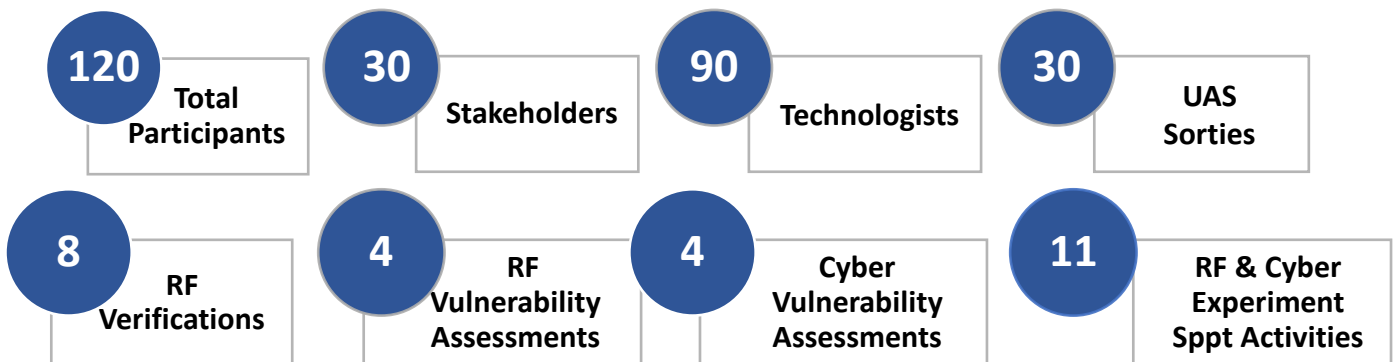 120
Total
Participants
30
Stakeholders
90
Technologists
30
UAS
Sorties
8
RF
Verifications
4
RF
Vulnerability
Assessments
4
Cyber
Vulnerability
Assessments
11
RF & Cyber
Experiment
Sppt Activities